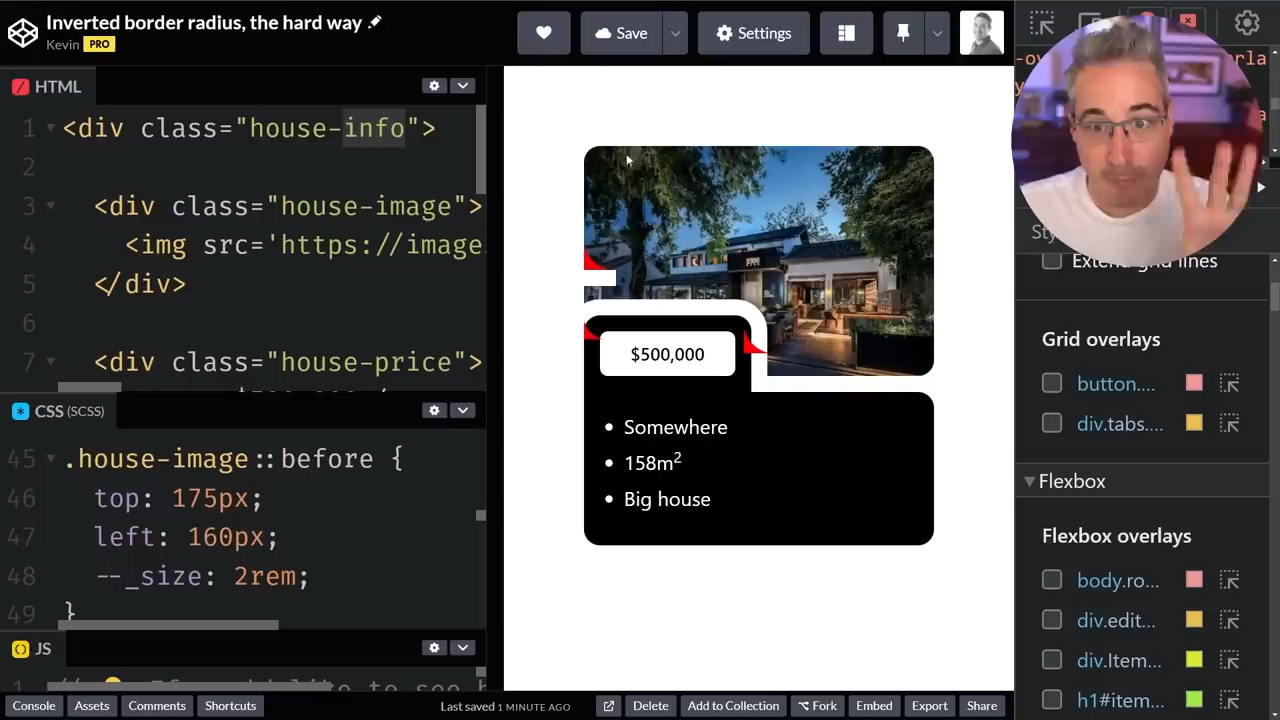 Inverted border radius, the hard way
Kevin PRO
Save
Settings
HTML
1 <div class="house-info">
2
3 <div class="house-image">
4 <img src='https://image.
5 </div>
6
7 <div class="house-price">
CSS (SCSS)
45 .house-image::before {
46 top: 175px;
47 left: 160px;
48 --_size: 2rem;
49 }
JS
$500,000
Somewhere
158m2
Big house
Extend grid lines
Grid overlays
button....
div.tabs....
Flexbox
Flexbox overlays
body.ro...
div.edit...
div.Item...
h1#item...
Console
Assets
Comments
Shortcuts
Last saved 1 MINUTE AGO
Delete
Add to Collection
Fork
Embed
Export
Share